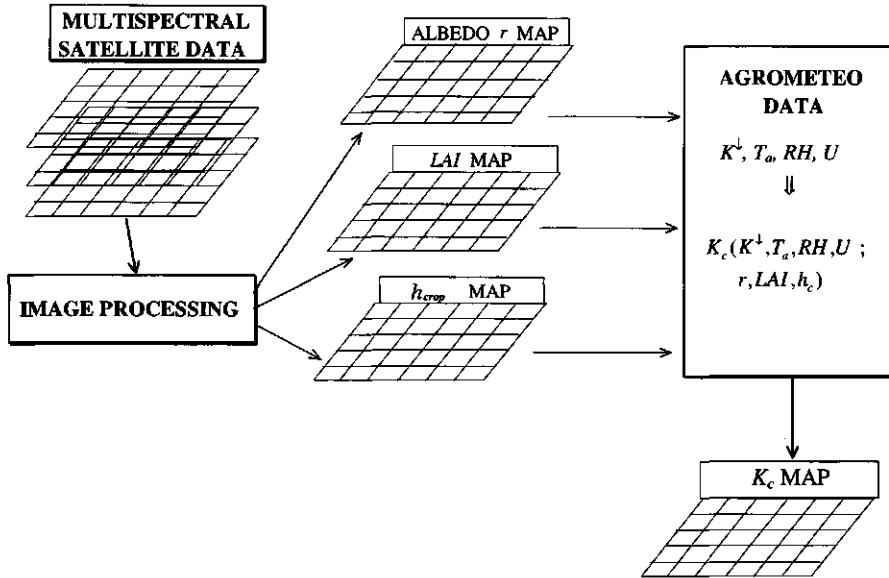 MULTISPECTRAL
SATELLITE DATA
IMAGE PROCESSING
ALBEDO r MAP
LAI MAP
h_crop MAP
AGROMETEO
DATA
K↓, T_a, RH, U
⇓
K_c(K↓,T_a,RH,U ;
r,LAI,h_c)
K_c MAP